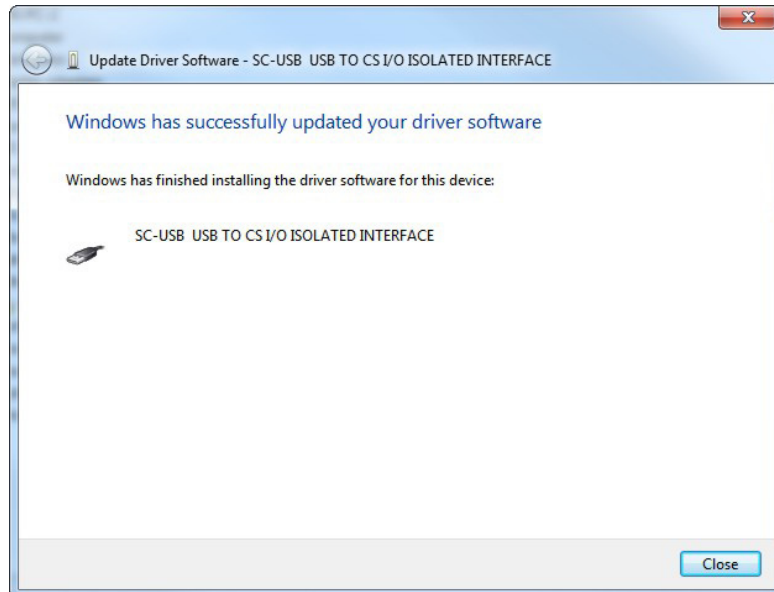 Update Driver Software - SC-USB  USB TO CS I/O ISOLATED INTERFACE
Windows has successfully updated your driver software
Windows has finished installing the driver software for this device:
SC-USB  USB TO CS I/O ISOLATED INTERFACE
Close